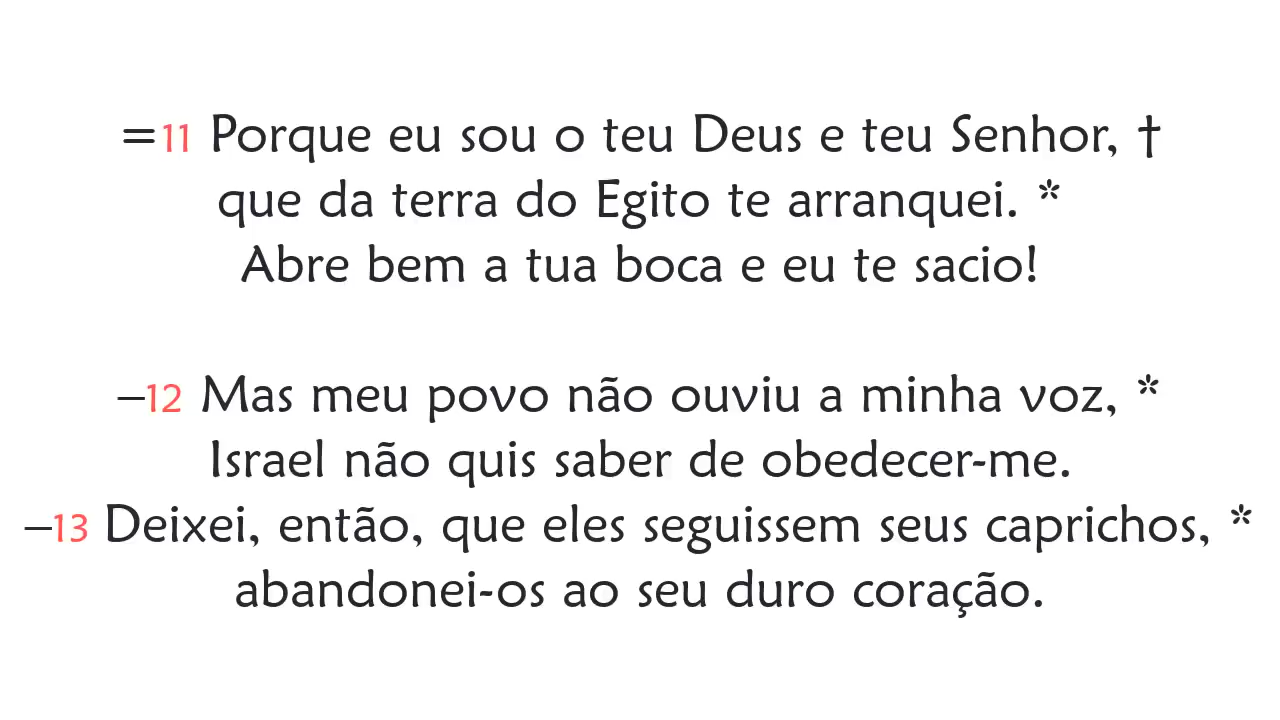 =11 Porque eu sou o teu Deus e teu Senhor, †
que da terra do Egito te arranquei. *
Abre bem a tua boca e eu te sacio!
–12 Mas meu povo não ouviu a minha voz, *
Israel não quis saber de obedecer-me.
–13 Deixei, então, que eles seguissem seus caprichos, *
abandonei-os ao seu duro coração.